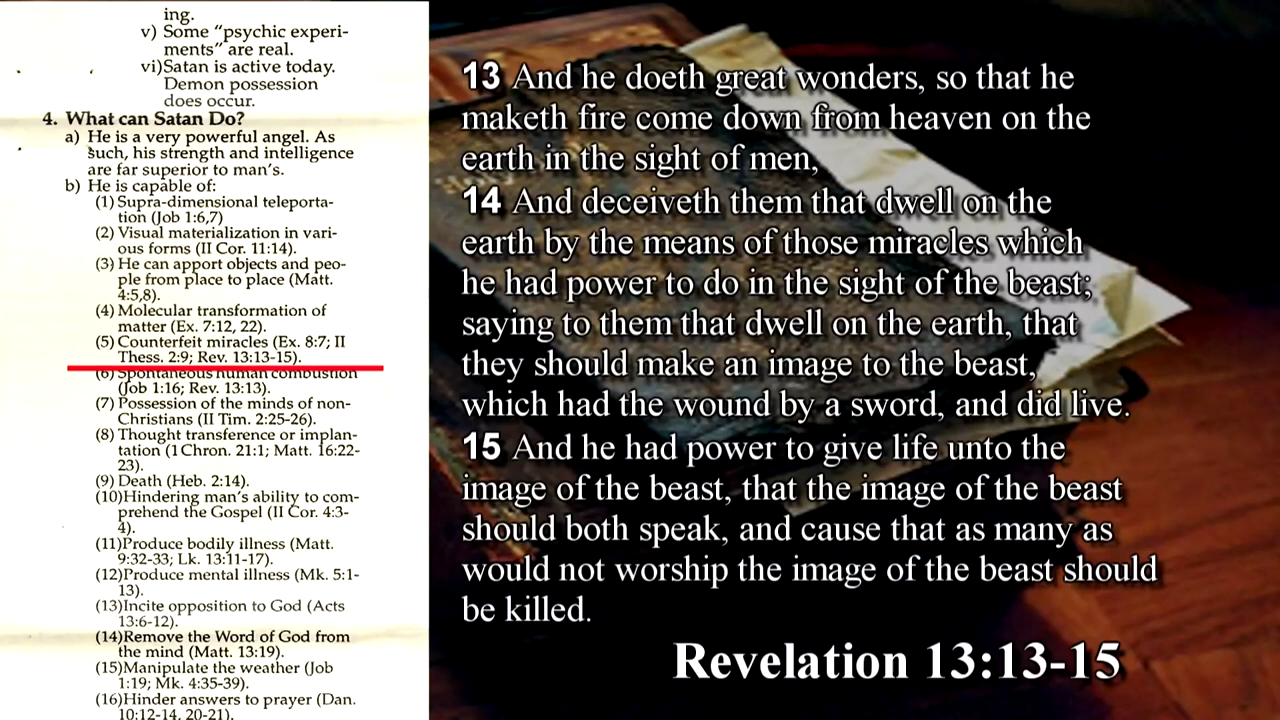 ing.
v) Some “psychic experi-
ments” are real.
vi)Satan is active today.
Demon possession
does occur.
4. What can Satan Do?
a) He is a very powerful angel. As
such, his strength and intelligence
are far superior to man’s.
b) He is capable of:
(1) Supra-dimensional teleporta-
tion (Job 1:6,7)
(2) Visual materialization in vari-
ous forms (II Cor. 11:14).
(3) He can apport objects and peo-
ple from place to place (Matt.
4:5,8).
(4) Molecular transformation of
matter (Ex. 7:12, 22).
(5) Counterfeit miracles (Ex. 8:7; II
Thess. 2:9; Rev. 13:13-15).
(6) Spontaneous human combustion
(Job 1:16; Rev. 13:13).
(7) Possession of the minds of non-
Christians (II Tim. 2:25-26).
(8) Thought transference or implan-
tation (1 Chron. 21:1; Matt. 16:22-
23).
(9) Death (Heb. 2:14).
(10)Hindering man’s ability to com-
prehend the Gospel (II Cor. 4:3-
4).
(11)Produce bodily illness (Matt.
9:32-33; Lk. 13:11-17).
(12)Produce mental illness (Mk. 5:1-
13).
(13)Incite opposition to God (Acts
13:6-12).
(14)Remove the Word of God from
the mind (Matt. 13:19).
(15)Manipulate the weather (Job
1:19; Mk. 4:35-39).
(16)Hinder answers to prayer (Dan.
10:12-14, 20-21).
13 And he doeth great wonders, so that he
maketh fire come down from heaven on the
earth in the sight of men,
14 And deceiveth them that dwell on the
earth by the means of those miracles which
he had power to do in the sight of the beast;
saying to them that dwell on the earth, that
they should make an image to the beast,
which had the wound by a sword, and did live.
15 And he had power to give life unto the
image of the beast, that the image of the beast
should both speak, and cause that as many as
would not worship the image of the beast should
be killed.
Revelation 13:13-15